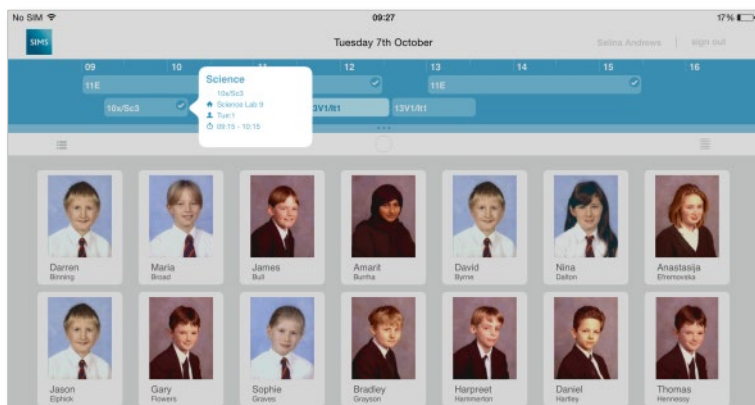 No SIM 09:27 17%
SIMS Tuesday 7th October Selina Andrews sign out
09 10 11 12 13 14 15 16
11E 11E
Science
10x/Sc3
Science Lab 9
Tue:1
09:15 - 10:15
10x/Sc3 13V1/It1 13V1/It1
Darren Maria James Amarit David Nina Anastasija
Binning Broad Bull Burrha Byrne Dalton Efremovska
Jason Gary Sophie Bradley Harpreet Daniel Thomas
Elphick Flowers Graves Grayson Hemmerton Hartley Hennessy